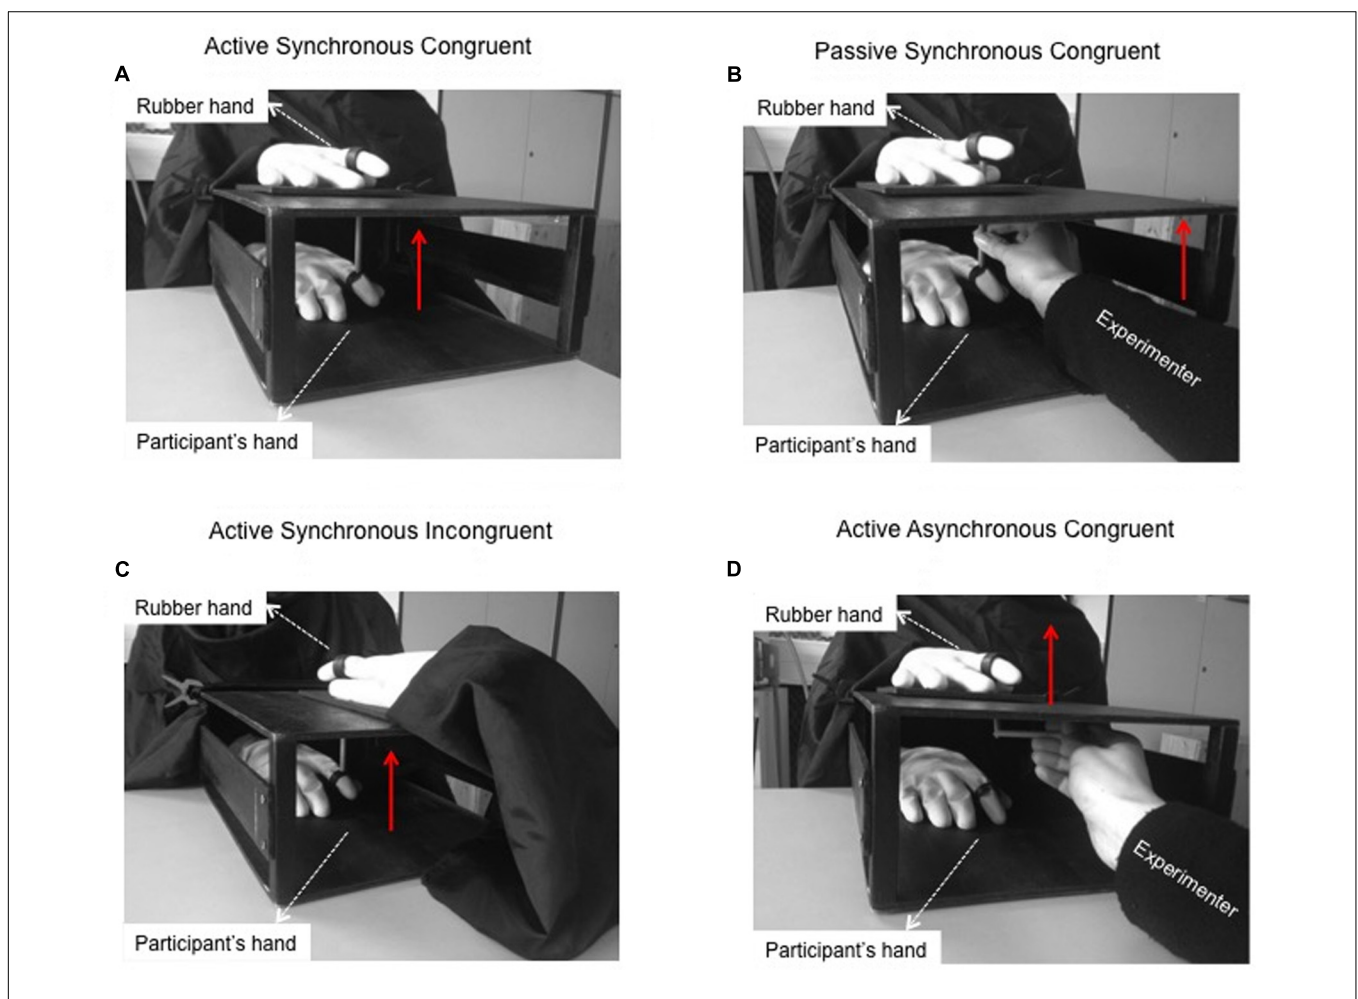 Active Synchronous Congruent
A
Rubber hand
Participant's hand
Passive Synchronous Congruent
B
Rubber hand
Experimenter
Participant's hand
Active Synchronous Incongruent
C
Rubber hand
Participant's hand
Active Asynchronous Congruent
D
Rubber hand
Experimenter
Participant's hand